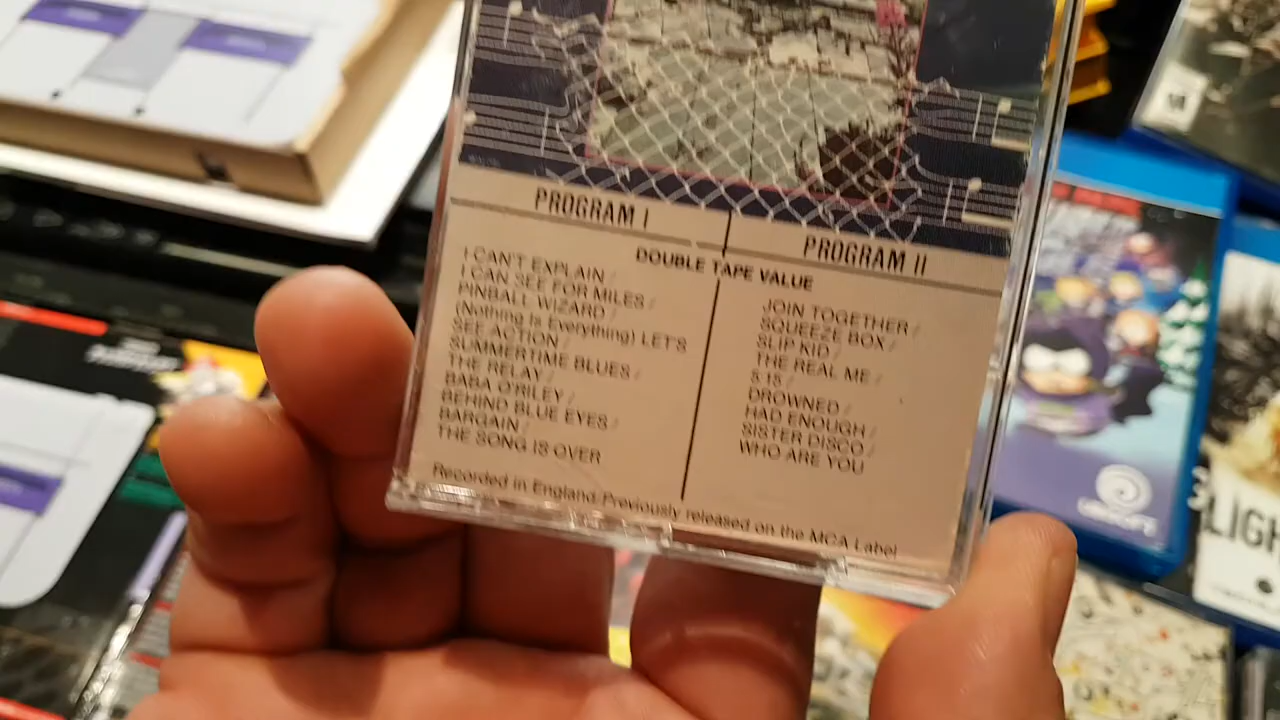 PROGRAM I
PROGRAM II
DOUBLE TAPE VALUE
I CAN'T EXPLAIN /
I CAN SEE FOR MILES /
PINBALL WIZARD /
(Nothing Is Everything) LET'S
SEE ACTION /
SUMMERTIME BLUES /
THE RELAY /
BABA O'RILEY /
BEHIND BLUE EYES /
BARGAIN /
THE SONG IS OVER
JOIN TOGETHER /
SQUEEZE BOX /
SLIP KID /
THE REAL ME /
5:15 /
DROWNED /
HAD ENOUGH /
SISTER DISCO /
WHO ARE YOU
Recorded in England/Previously released on the MCA Label
UBISOFT
LIGH